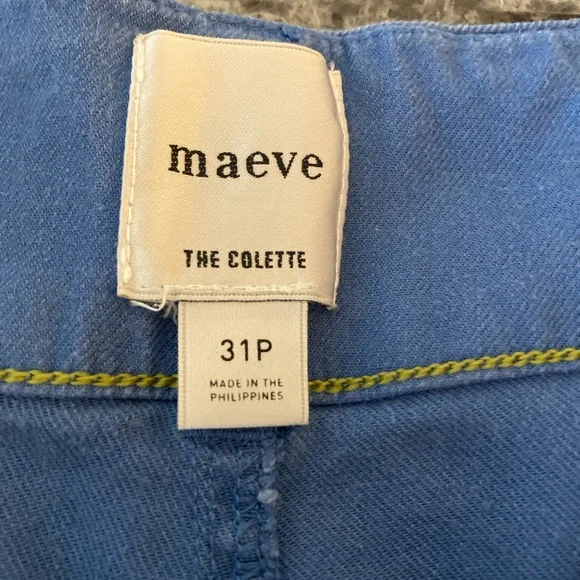 maeve
THE COLETTE
31P
MADE IN THE
PHILIPPINES